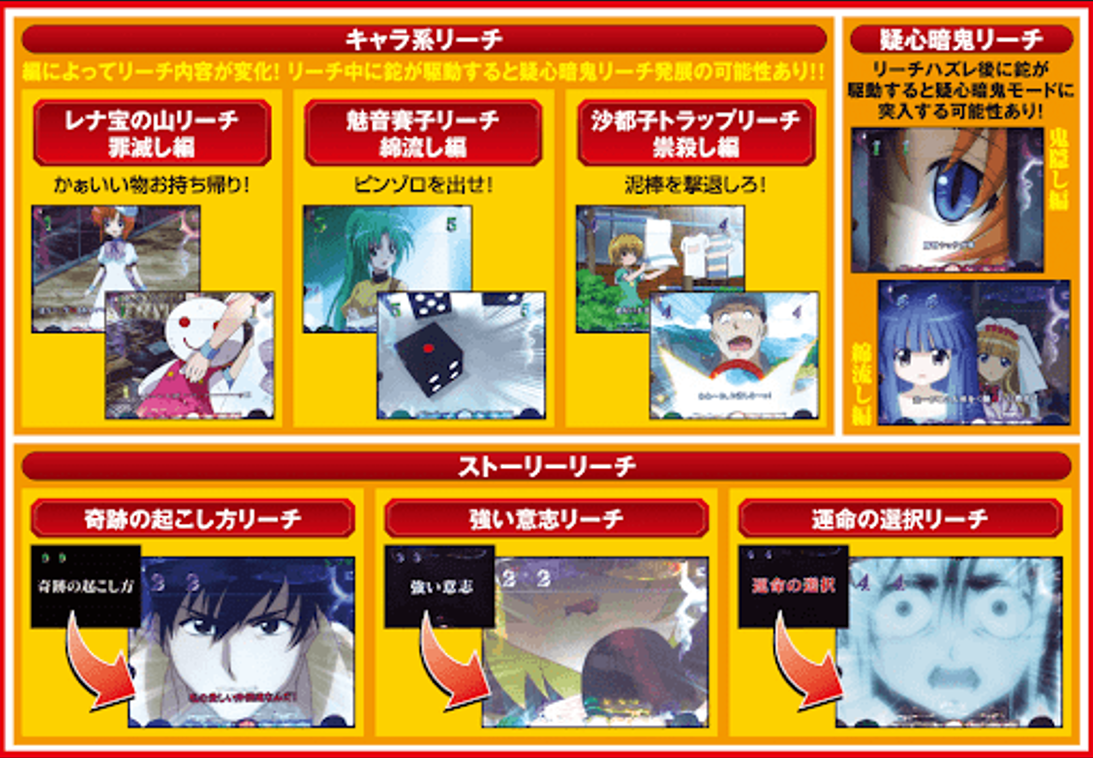 キャラ系リーチ
編によってリーチ内容が変化! リーチ中に鉈が駆動すると疑心暗鬼リーチ発展の可能性あり!!
レナ宝の山リーチ
罪滅し編
かぁいい物お持ち帰り!
魅音賽子リーチ
綿流し編
ピンゾロを出せ!
5
5
沙都子トラップリーチ
祟殺し編
泥棒を撃退しろ!
4
4
疑心暗鬼リーチ
リーチハズレ後に鉈が
駆動すると疑心暗鬼モードに
突入する可能性あり!
鬼隠し編
綿流し編
ストーリーリーチ
奇跡の起こし方リーチ
9 9
奇跡の起こし方
強い意志リーチ
強い意志
2 2
運命の選択リーチ
運命の選択
4 4